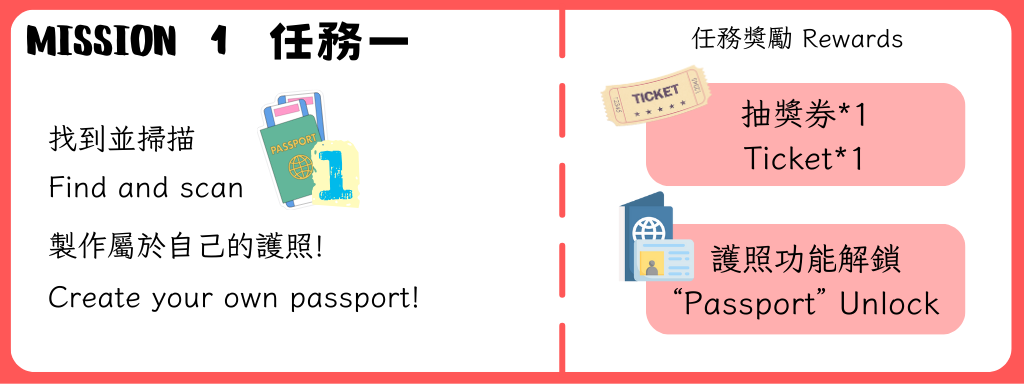 MISSION 1 任務一
找到並掃描
Find and scan
PASSPORT
1
製作屬於自己的護照!
Create your own passport!
任務獎勵 Rewards
TICKET
抽獎券*1
Ticket*1
護照功能解鎖
“Passport” Unlock